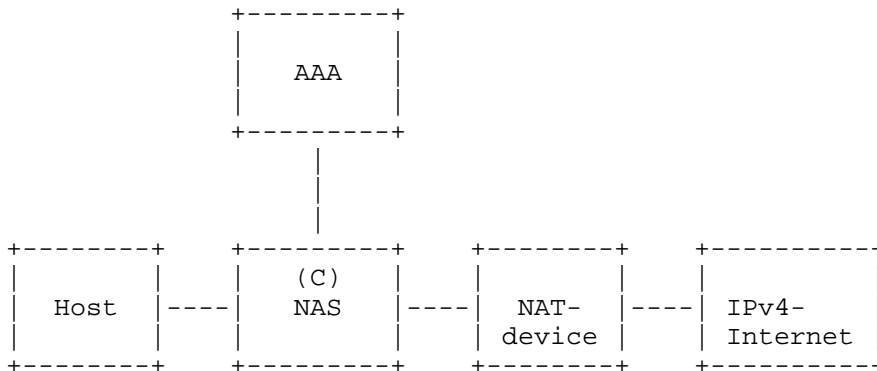 AAA
(C)
Host NAS NAT- IPv4-
device Internet